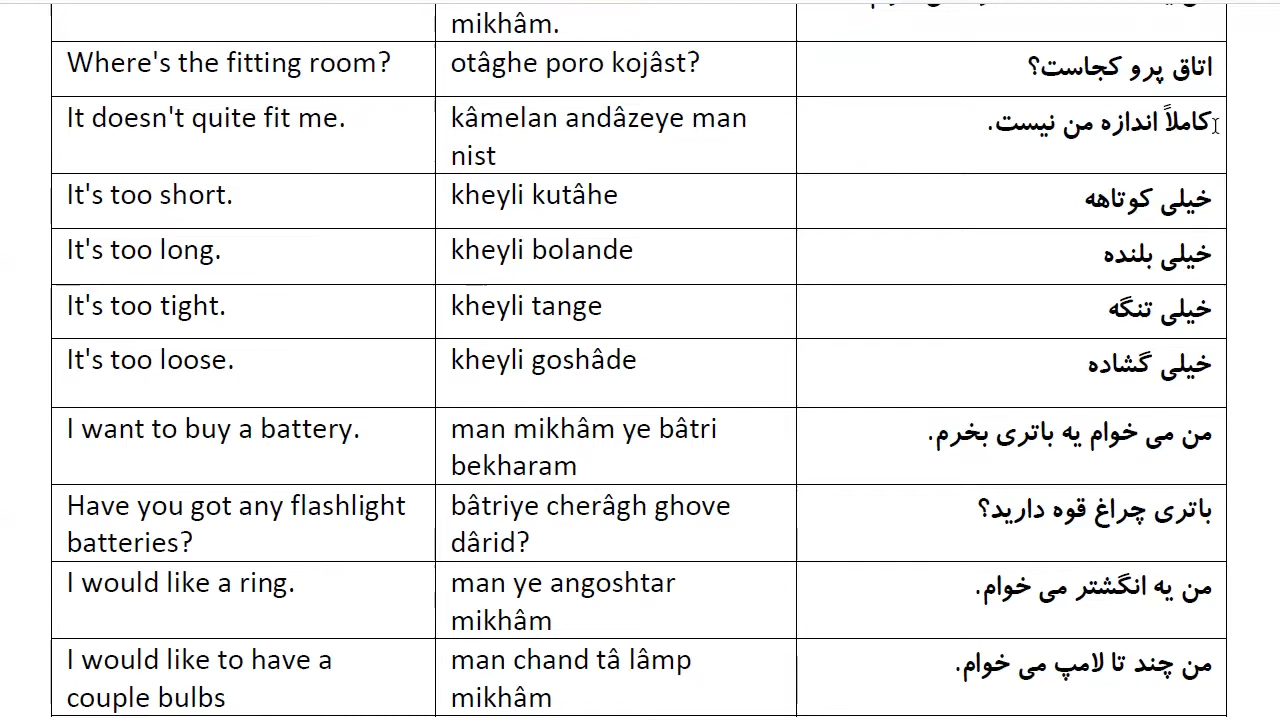 mikhâm.
Where's the fitting room?
otâghe poro kojâst?
اتاق پرو کجاست؟
It doesn't quite fit me.
kâmelan andâzeye man
nist
کاملاً اندازه من نیست.
It's too short.
kheyli kutâhe
خیلی کوتاهه
It's too long.
kheyli bolande
خیلی بلنده
It's too tight.
kheyli tange
خیلی تنگه
It's too loose.
kheyli goshâde
خیلی گشاده
I want to buy a battery.
man mikhâm ye bâtri
bekharam
من می خوام یه باتری بخرم.
Have you got any flashlight
batteries?
bâtriye cherâgh ghove
dârid?
باتری چراغ قوه دارید؟
I would like a ring.
man ye angoshtar
mikhâm
من یه انگشتر می خوام.
I would like to have a
couple bulbs
man chand tâ lâmp
mikhâm
من چند تا لامپ می خوام.